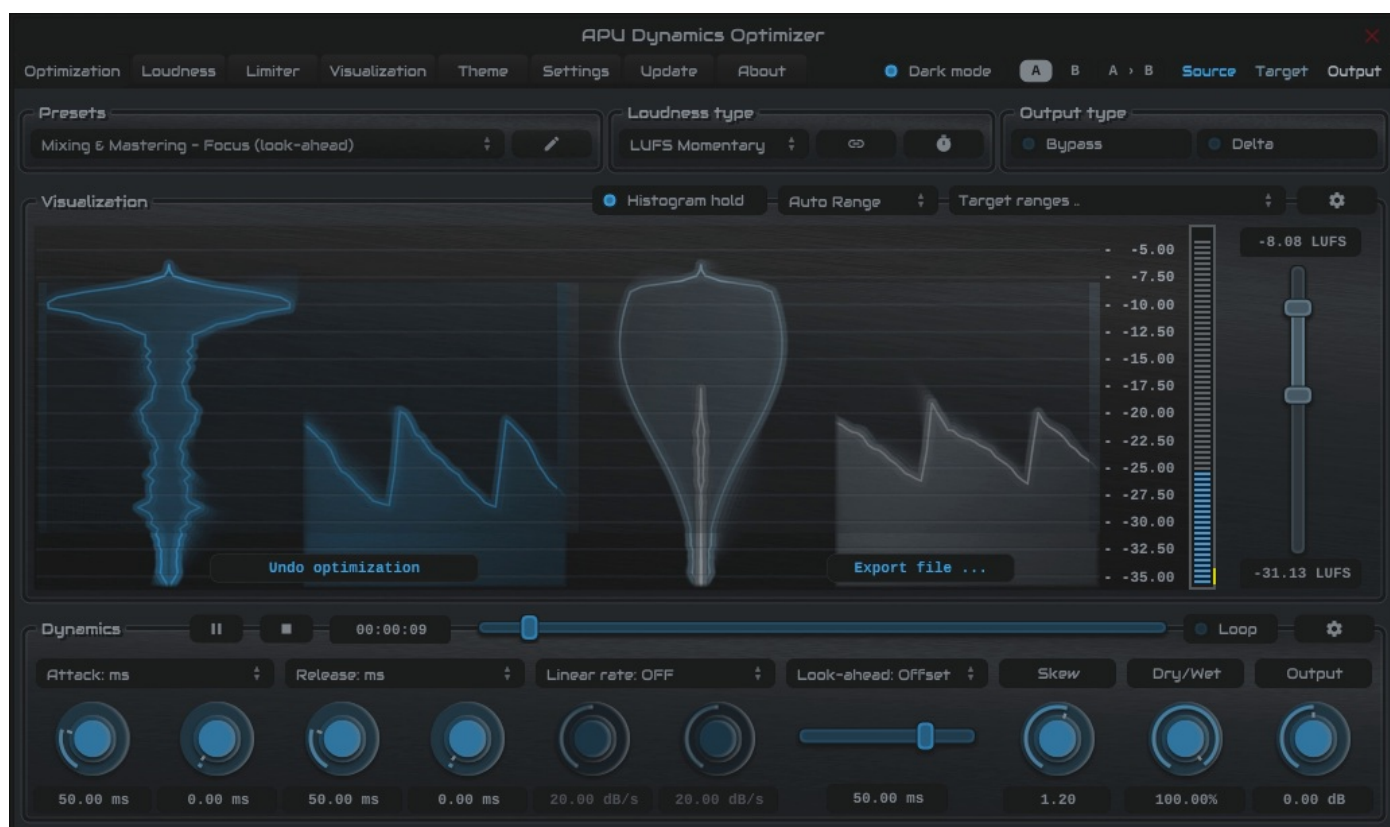 APU Dynamics Optimizer
Optimization Loudness Limiter Visualization Theme Settings Update About Dark mode A B A › B Source Target Output
Presets Loudness type Output type
Mixing & Mastering - Focus (look-ahead) LUFS Momentary Bypass Delta
Visualization Histogram hold Auto Range Target ranges ..
-8.08 LUFS
- -5.00
- -7.50
- -10.00
- -12.50
- -15.00
- -17.50
- -20.00
- -22.50
- -25.00
- -27.50
- -30.00
- -32.50
- -35.00
-31.13 LUFS
Undo optimization Export file ...
Dynamics 00:00:09 Loop
Attack: ms Release: ms Linear rate: OFF Look-ahead: Offset Skew Dry/Wet Output
50.00 ms 0.00 ms 50.00 ms 0.00 ms 20.00 dB/s 20.00 dB/s 50.00 ms 1.20 100.00% 0.00 dB